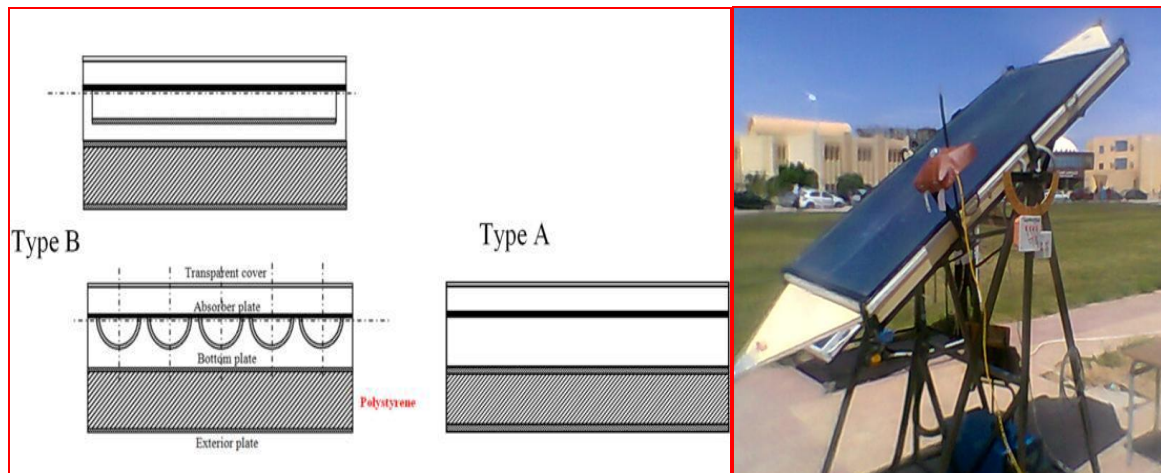 Type B
Type A
Transparent cover
Absorber plate
Bottom plate
Polystyrene
Exterior plate